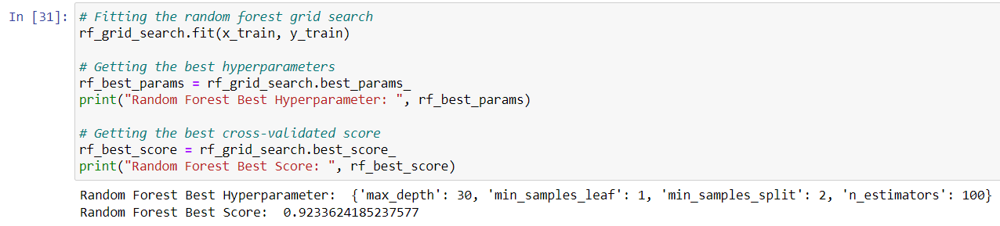 In [31]: # Fitting the random forest grid search
rf_grid_search.fit(x_train, y_train)
# Getting the best hyperparameters
rf_best_params = rf_grid_search.best_params_
print("Random Forest Best Hyperparameter: ", rf_best_params)
# Getting the best cross-validated score
rf_best_score = rf_grid_search.best_score_
print("Random Forest Best Score: ", rf_best_score)
Random Forest Best Hyperparameter:  {'max_depth': 30, 'min_samples_leaf': 1, 'min_samples_split': 2, 'n_estimators': 100}
Random Forest Best Score:  0.9233624185237577